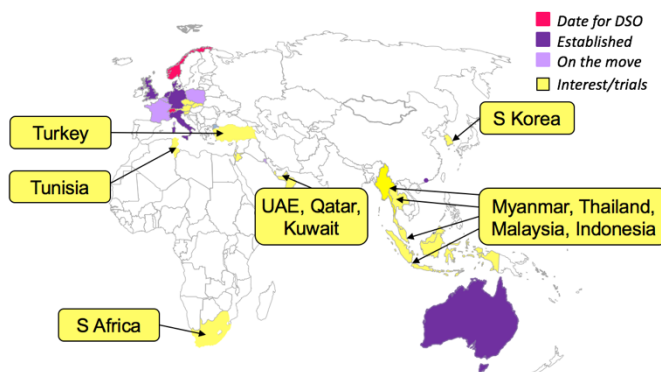 Date for DSO
Established
On the move
Interest/trials
Turkey
S Korea
Tunisia
UAE, Qatar,
Kuwait
Myanmar, Thailand,
Malaysia, Indonesia
S Africa